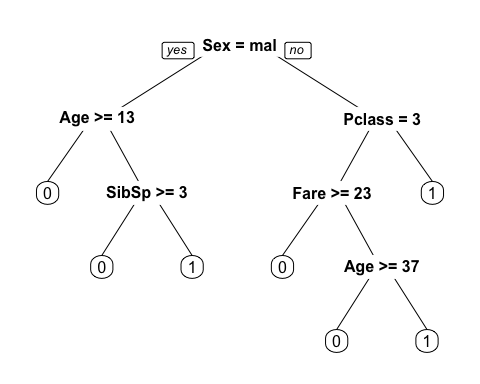 yes Sex = mal no
Age >= 13 Pclass = 3
0 SibSp >= 3 Fare >= 23 1
0 1 0 Age >= 37
0 1